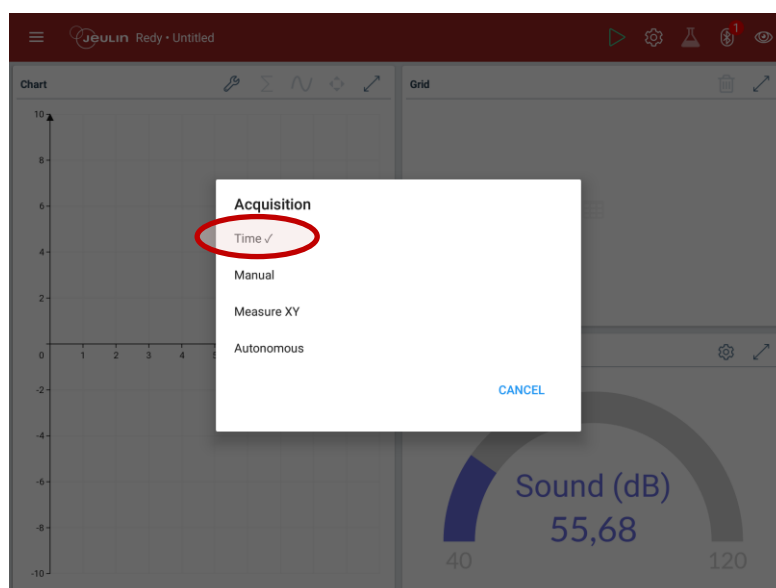 Jeulin Redy • Untitled
1
Chart
Grid
10
8
6
4
2
0 1 2 3 4 5
-2
-4
-6
-8
-10
Acquisition
Time ✓
Manual
Measure XY
Autonomous
CANCEL
Sound (dB)
55,68
40 120